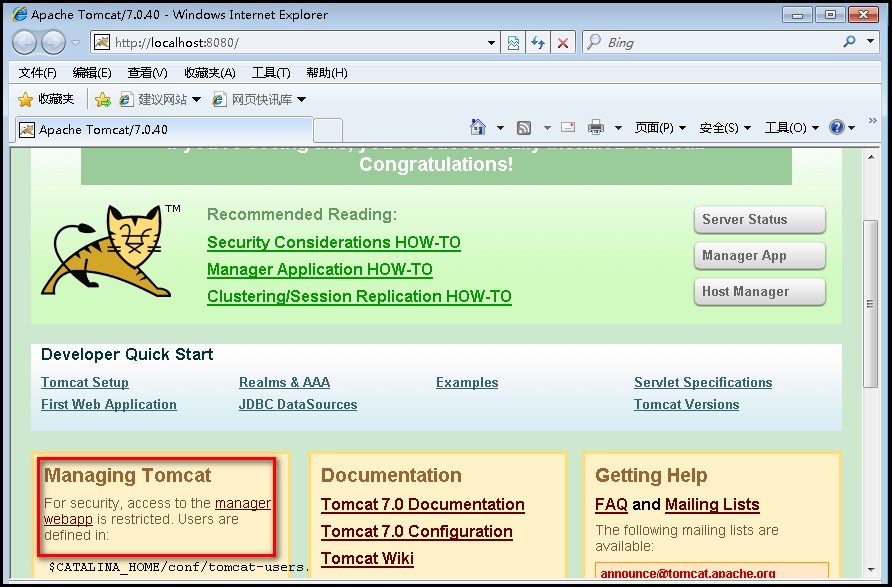 Apache Tomcat/7.0.40 - Windows Internet Explorer
http://localhost:8080/
Bing
文件(F) 编辑(E) 查看(V) 收藏夹(A) 工具(T) 帮助(H)
收藏夹 建议网站 网页快讯库
Apache Tomcat/7.0.40
页面(P) 安全(S) 工具(O)
Congratulations!
TM
Recommended Reading:
Security Considerations HOW-TO
Manager Application HOW-TO
Clustering/Session Replication HOW-TO
Server Status
Manager App
Host Manager
Developer Quick Start
Tomcat Setup Realms & AAA Examples Servlet Specifications
First Web Application JDBC DataSources Tomcat Versions
Managing Tomcat
For security, access to the manager
webapp is restricted. Users are
defined in:
$CATALINA_HOME/conf/tomcat-users.
Documentation
Tomcat 7.0 Documentation
Tomcat 7.0 Configuration
Tomcat Wiki
Getting Help
FAQ and Mailing Lists
The following mailing lists are
available:
announce@tomcat.apache.org